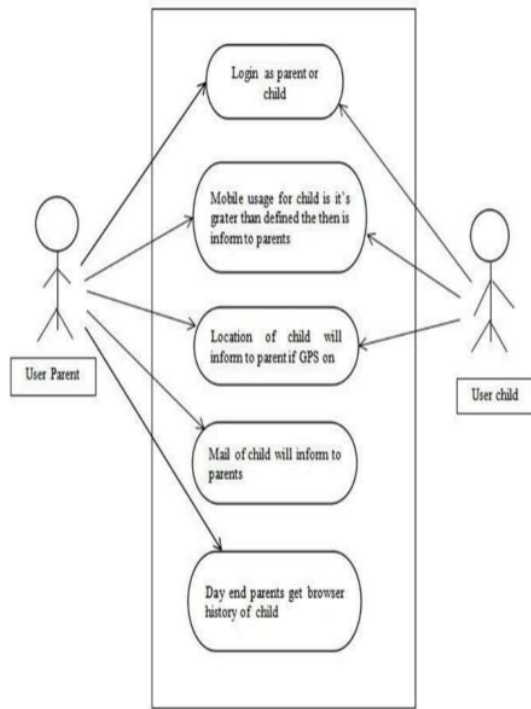 Login as parent or
child
Mobile usage for child is it's
grater than defined the then is
inform to parents
Location of child will
inform to parent if GPS on
User Parent
User child
Mail of child will inform to
parents
Day end parents get browser
history of child